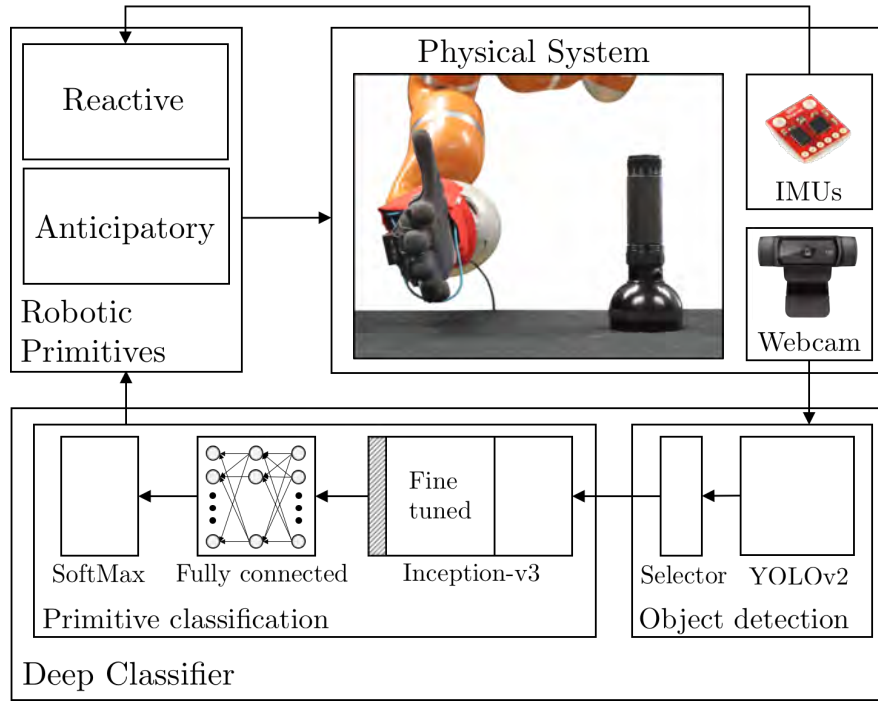 Reactive
Anticipatory
Robotic
Primitives
Physical System
IMUs
Webcam
Fine
tuned
SoftMax
Fully connected
Inception-v3
Primitive classification
Selector
YOLOv2
Object detection
Deep Classifier